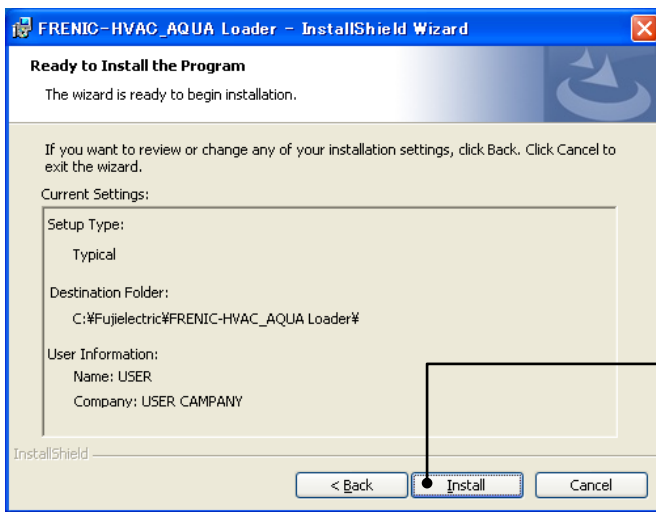 FRENIC-HVAC_AQUA Loader - InstallShield Wizard
Ready to Install the Program
The wizard is ready to begin installation.
If you want to review or change any of your installation settings, click Back. Click Cancel to
exit the wizard.
Current Settings:
Setup Type:
Typical
Destination Folder:
C:¥Fujielectric¥FRENIC-HVAC_AQUA Loader¥
User Information:
Name: USER
Company: USER CAMPANY
InstallShield
< Back
Install
Cancel